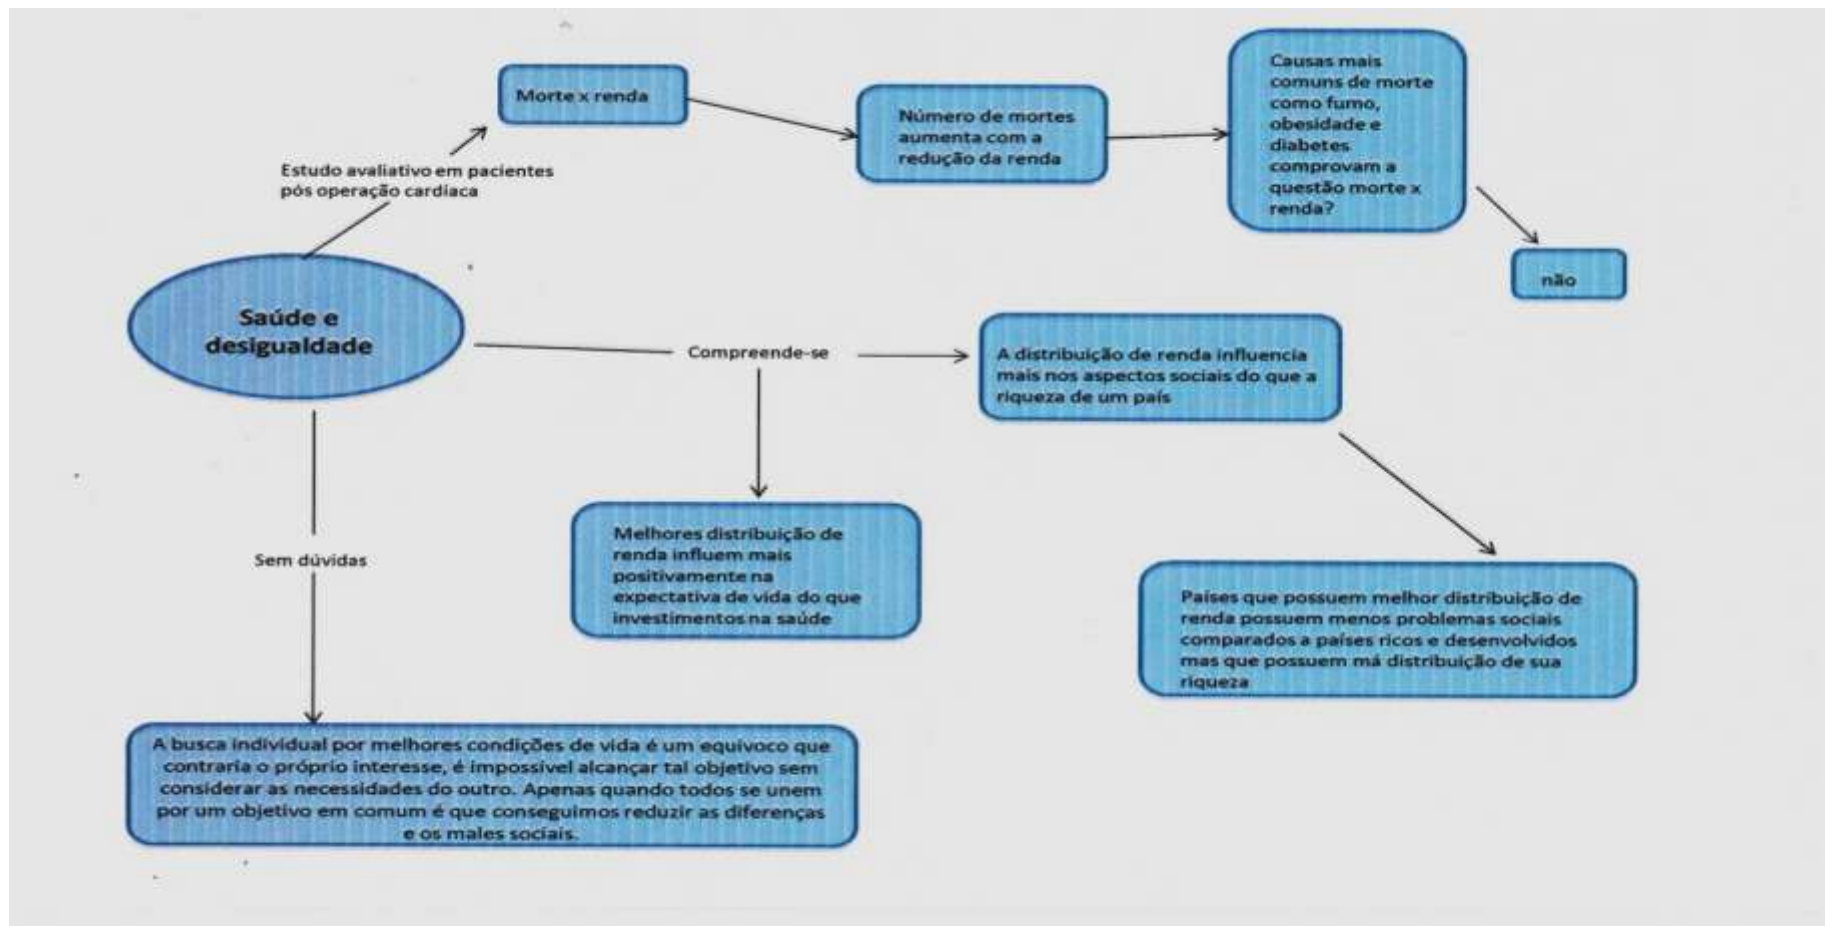 Morte x renda
Número de mortes
aumenta com a
redução da renda
Causas mais
comuns de morte
como fumo,
obesidade e
diabetes
comprovam a
questão morte x
renda?
não
Estudo avaliativo em pacientes
pós operação cardíaca
Saúde e
desigualdade
Compreende-se
A distribuição de renda influencia
mais nos aspectos sociais do que a
riqueza de um país
Melhores distribuição de
renda influem mais
positivamente na
expectativa de vida do que
investimentos na saúde
Países que possuem melhor distribuição de
renda possuem menos problemas sociais
comparados a países ricos e desenvolvidos
mas que possuem má distribuição de sua
riqueza
Sem dúvidas
A busca individual por melhores condições de vida é um equivoco que
contraria o próprio interesse, é impossível alcançar tal objetivo sem
considerar as necessidades do outro. Apenas quando todos se unem
por um objetivo em comum é que conseguimos reduzir as diferenças
e os males sociais.